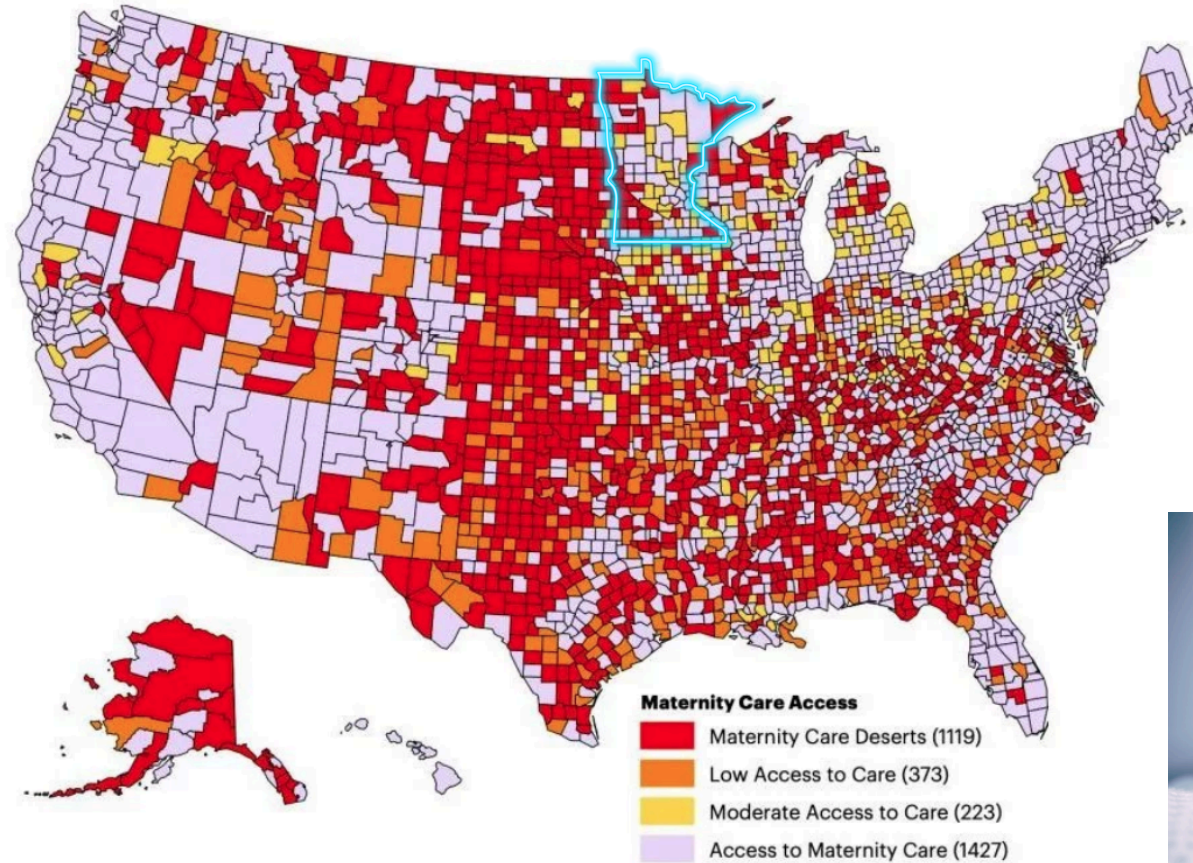 Maternity Care Access
Maternity Care Deserts (1119)
Low Access to Care (373)
Moderate Access to Care (223)
Access to Maternity Care (1427)